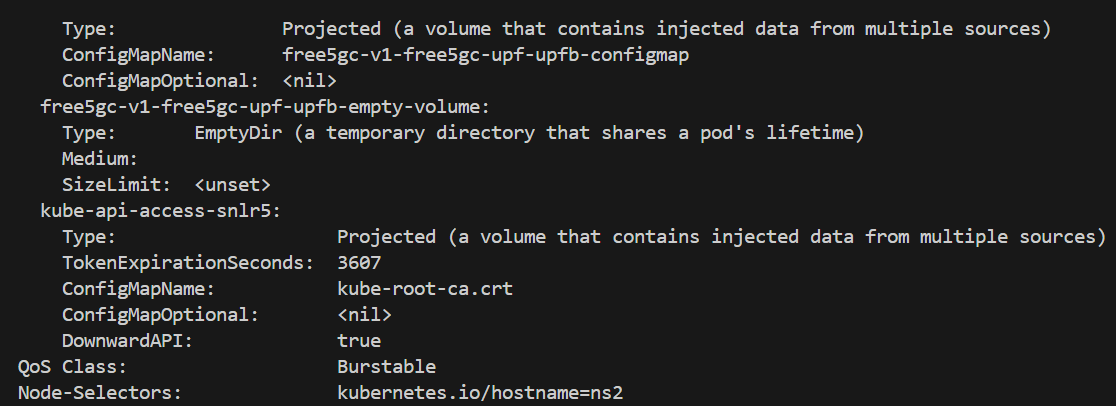 Type: Projected (a volume that contains injected data from multiple sources)
ConfigMapName: free5gc-v1-free5gc-upf-upfb-configmap
ConfigMapOptional: <nil>
free5gc-v1-free5gc-upf-upfb-empty-volume:
Type: EmptyDir (a temporary directory that shares a pod's lifetime)
Medium:
SizeLimit: <unset>
kube-api-access-snlr5:
Type: Projected (a volume that contains injected data from multiple sources)
TokenExpirationSeconds: 3607
ConfigMapName: kube-root-ca.crt
ConfigMapOptional: <nil>
DownwardAPI: true
QoS Class: Burstable
Node-Selectors: kubernetes.io/hostname=ns2